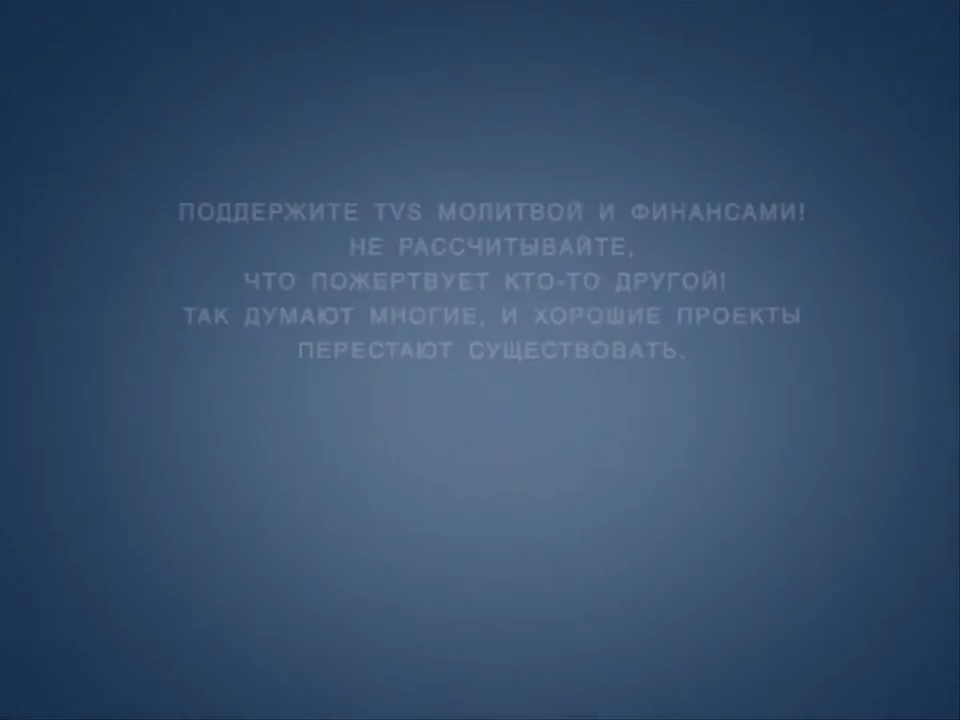 ПОДДЕРЖИТЕ TVS МОЛИТВОЙ И ФИНАНСАМИ!
НЕ РАССЧИТЫВАЙТЕ,
ЧТО ПОЖЕРТВУЕТ КТО-ТО ДРУГОЙ!
ТАК ДУМАЮТ МНОГИЕ, И ХОРОШИЕ ПРОЕКТЫ
ПЕРЕСТАЮТ СУЩЕСТВОВАТЬ.